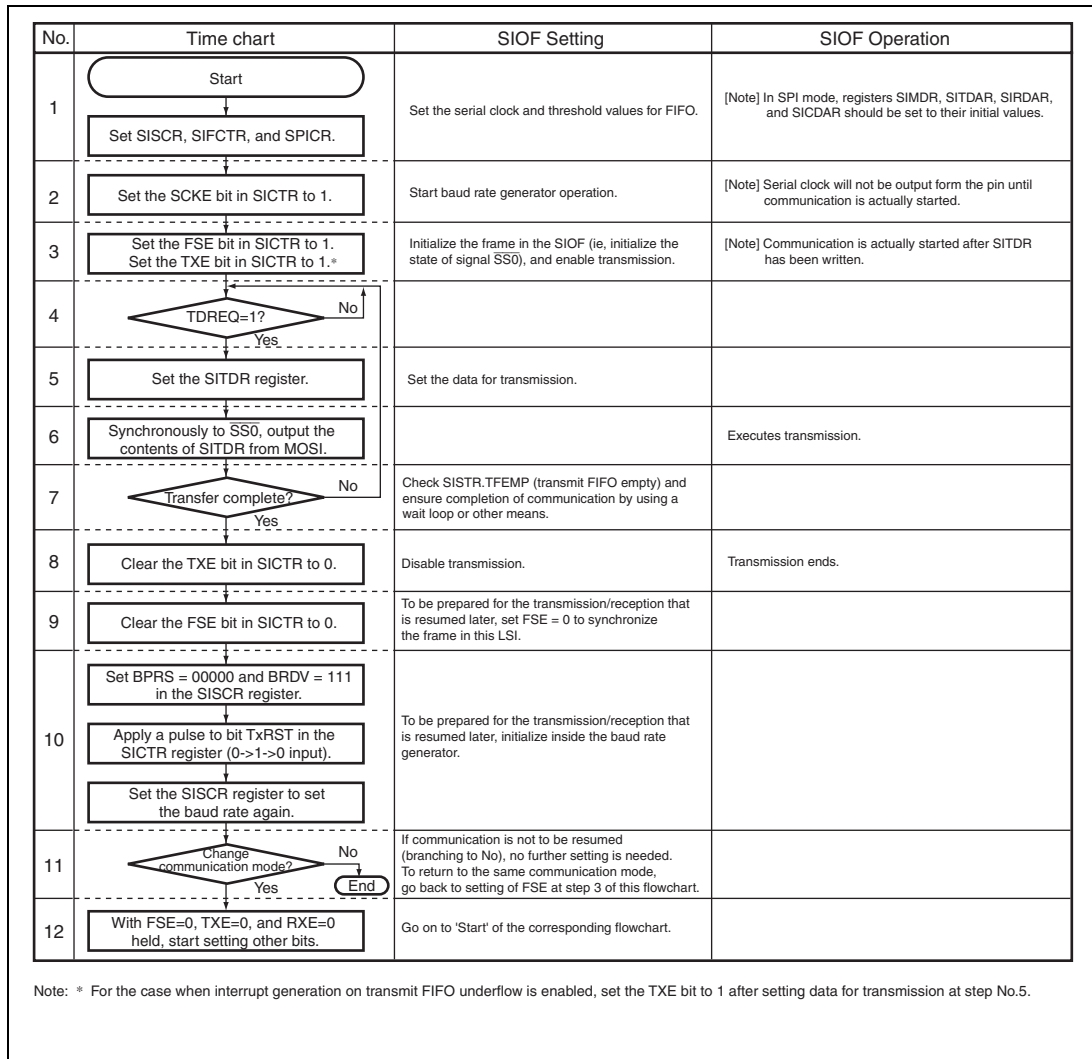 No.
Time chart
SIOF Setting
SIOF Operation
1
Start
Set SISCR, SIFCTR, and SPICR.
Set the serial clock and threshold values for FIFO.
[Note] In SPI mode, registers SIMDR, SITDAR, SIRDAR,
and SICDAR should be set to their initial values.
2
Set the SCKE bit in SICTR to 1.
Start baud rate generator operation.
[Note] Serial clock will not be output form the pin until
communication is actually started.
3
Set the FSE bit in SICTR to 1.
Set the TXE bit in SICTR to 1.*
Initialize the frame in the SIOF (ie, initialize the
state of signal SS0), and enable transmission.
[Note] Communication is actually started after SITDR
has been written.
4
TDREQ=1?
No
Yes
5
Set the SITDR register.
Set the data for transmission.
6
Synchronously to SS0, output the
contents of SITDR from MOSI.
Executes transmission.
7
Transfer complete?
No
Yes
Check SISTR.TFEMP (transmit FIFO empty) and
ensure completion of communication by using a
wait loop or other means.
8
Clear the TXE bit in SICTR to 0.
Disable transmission.
Transmission ends.
9
Clear the FSE bit in SICTR to 0.
To be prepared for the transmission/reception that
is resumed later, set FSE = 0 to synchronize
the frame in this LSI.
10
Set BPRS = 00000 and BRDV = 111
in the SISCR register.
Apply a pulse to bit TxRST in the
SICTR register (0->1->0 input).
Set the SISCR register to set
the baud rate again.
To be prepared for the transmission/reception that
is resumed later, initialize inside the baud rate
generator.
11
Change
communication mode?
No
Yes
End
If communication is not to be resumed
(branching to No), no further setting is needed.
To return to the same communication mode,
go back to setting of FSE at step 3 of this flowchart.
12
With FSE=0, TXE=0, and RXE=0
held, start setting other bits.
Go on to 'Start' of the corresponding flowchart.
Note: * For the case when interrupt generation on transmit FIFO underflow is enabled, set the TXE bit to 1 after setting data for transmission at step No.5.